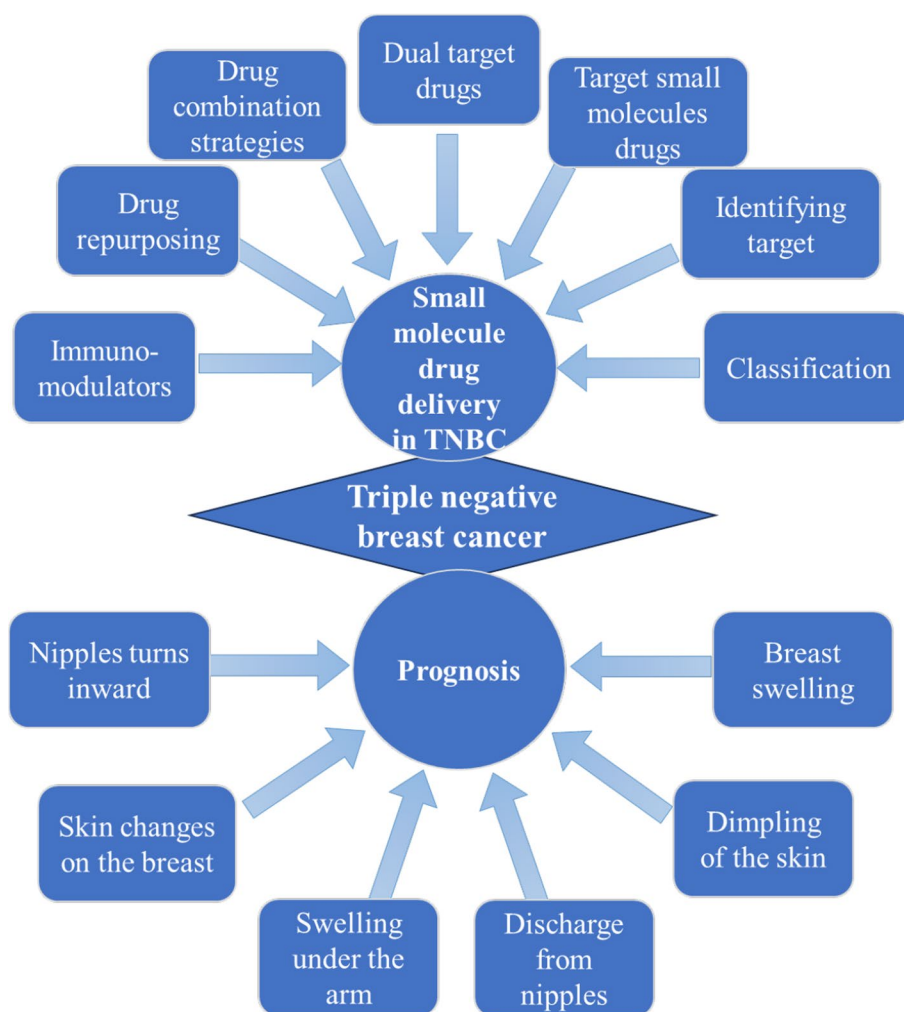 Dual target
drugs
Drug
combination
strategies
Target small
molecules
drugs
Drug
repurposing
Identifying
target
Immuno-
modulators
Classification
Small
molecule
drug
delivery
in TNBC
Triple negative
breast cancer
Prognosis
Nipples turns
inward
Breast
swelling
Skin changes
on the breast
Dimpling
of the skin
Swelling
under the
arm
Discharge
from
nipples